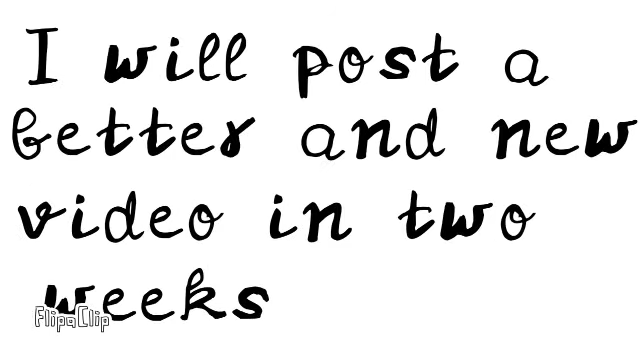 I will post a
better and new
video in two
weeks
FlipaClip